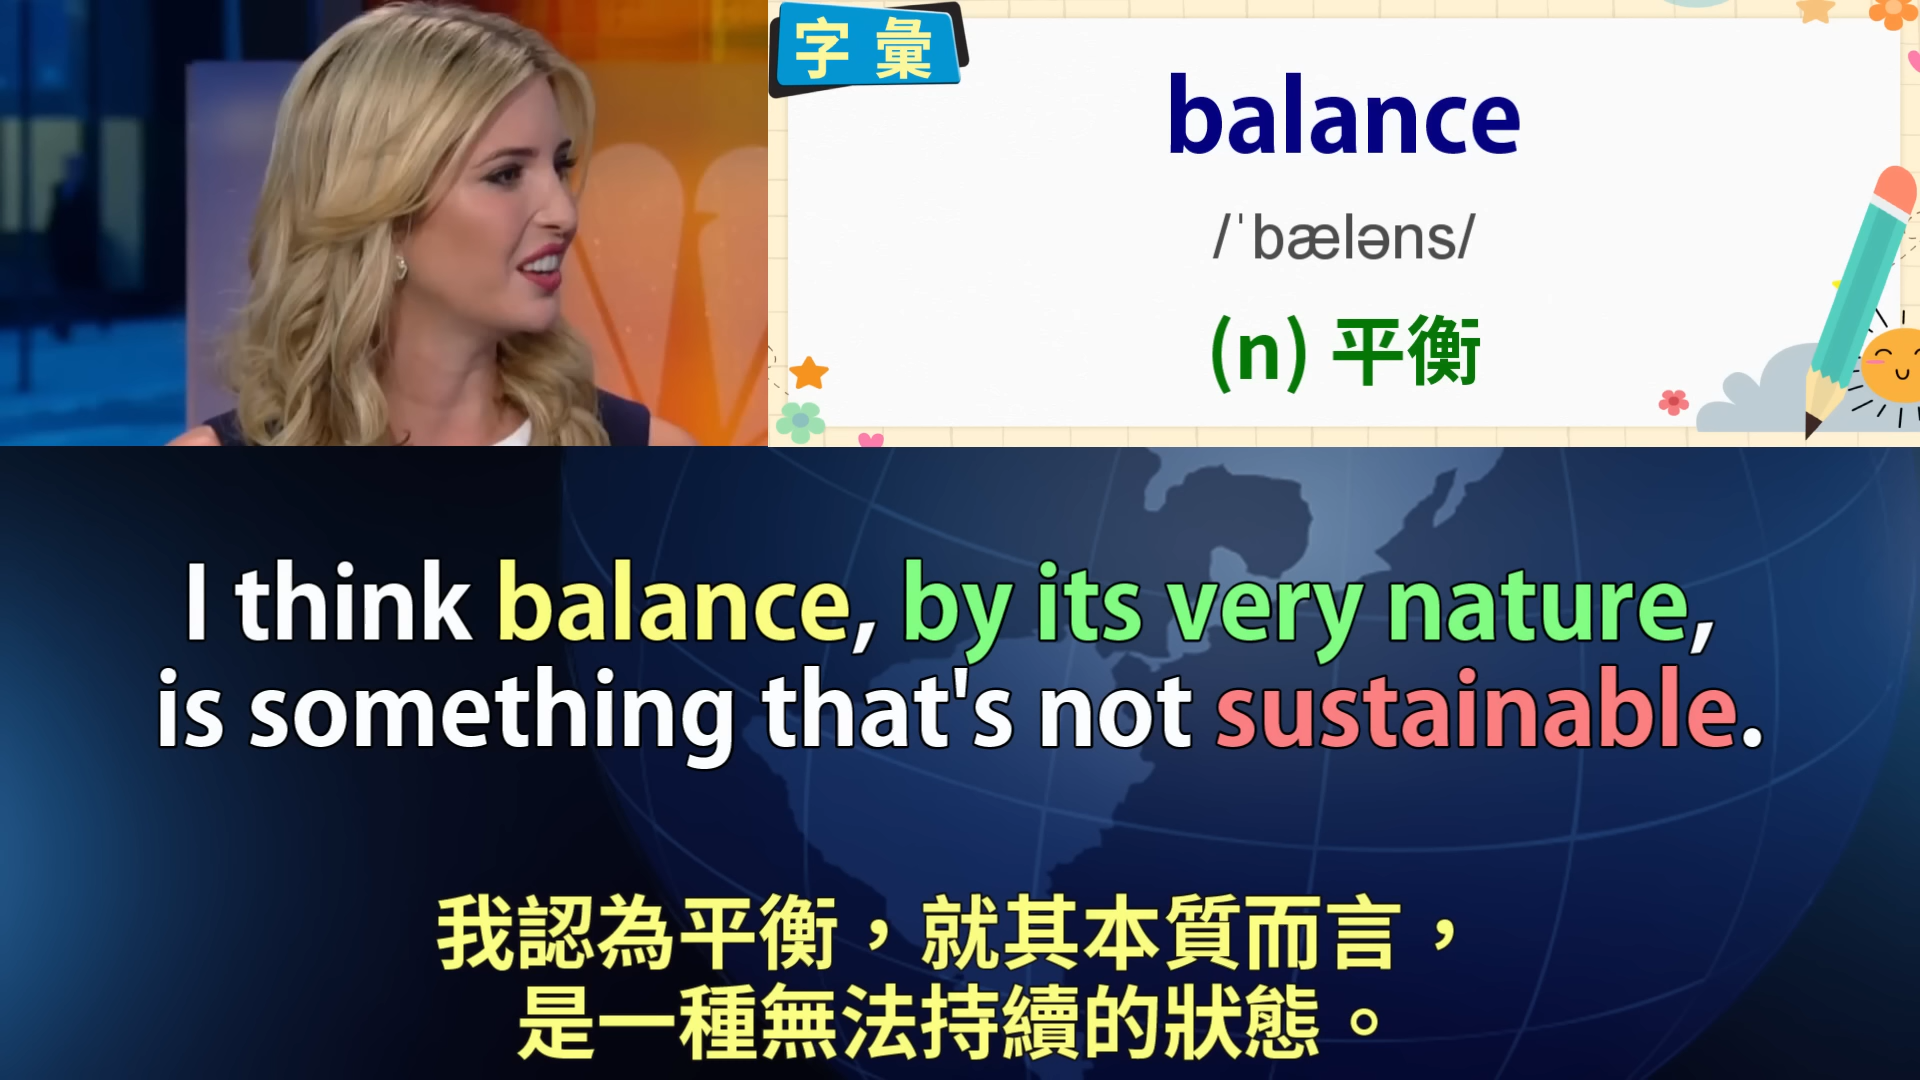 字彙
balance
/ˈbæləns/
(n) 平衡
I think balance, by its very nature,
is something that's not sustainable.
我認為平衡，就其本質而言，
是一種無法持續的狀態。